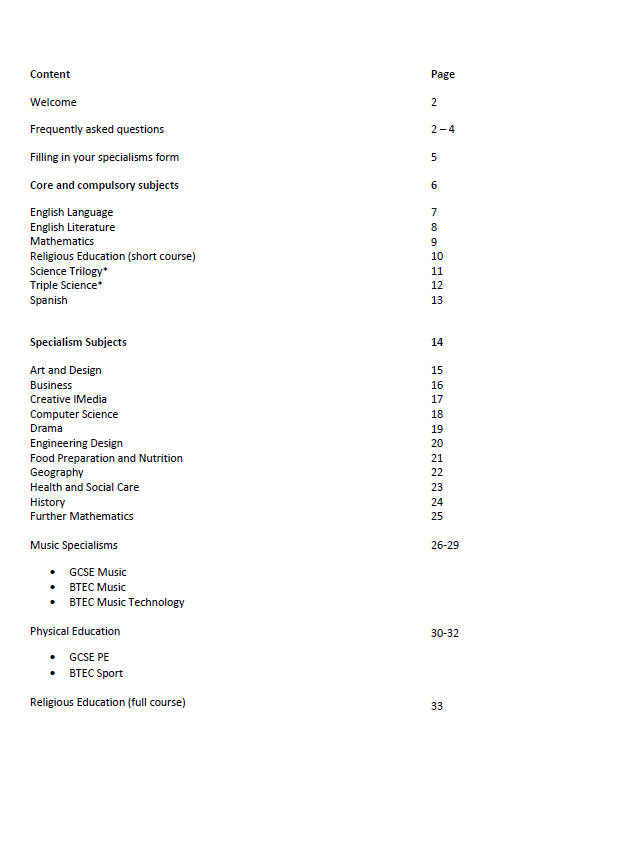 Content Page
Welcome 2
Frequently asked questions 2 – 4
Filling in your specialisms form 5
Core and compulsory subjects 6
English Language 7
English Literature 8
Mathematics 9
Religious Education (short course) 10
Science Trilogy* 11
Triple Science* 12
Spanish 13
Specialism Subjects 14
Art and Design 15
Business 16
Creative IMedia 17
Computer Science 18
Drama 19
Engineering Design 20
Food Preparation and Nutrition 21
Geography 22
Health and Social Care 23
History 24
Further Mathematics 25
Music Specialisms 26-29
• GCSE Music
• BTEC Music
• BTEC Music Technology
Physical Education 30-32
• GCSE PE
• BTEC Sport
Religious Education (full course) 33